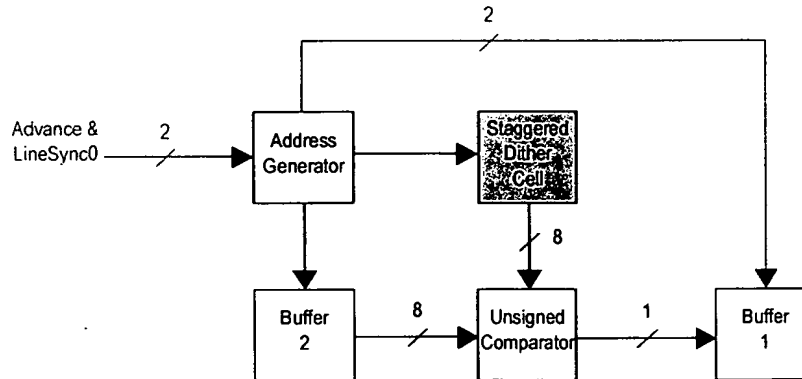 2
Advance &
LineSync0
2
Address
Generator
Staggered
Dither
Cell
8
Buffer
2
8
Unsigned
Comparator
1
Buffer
1